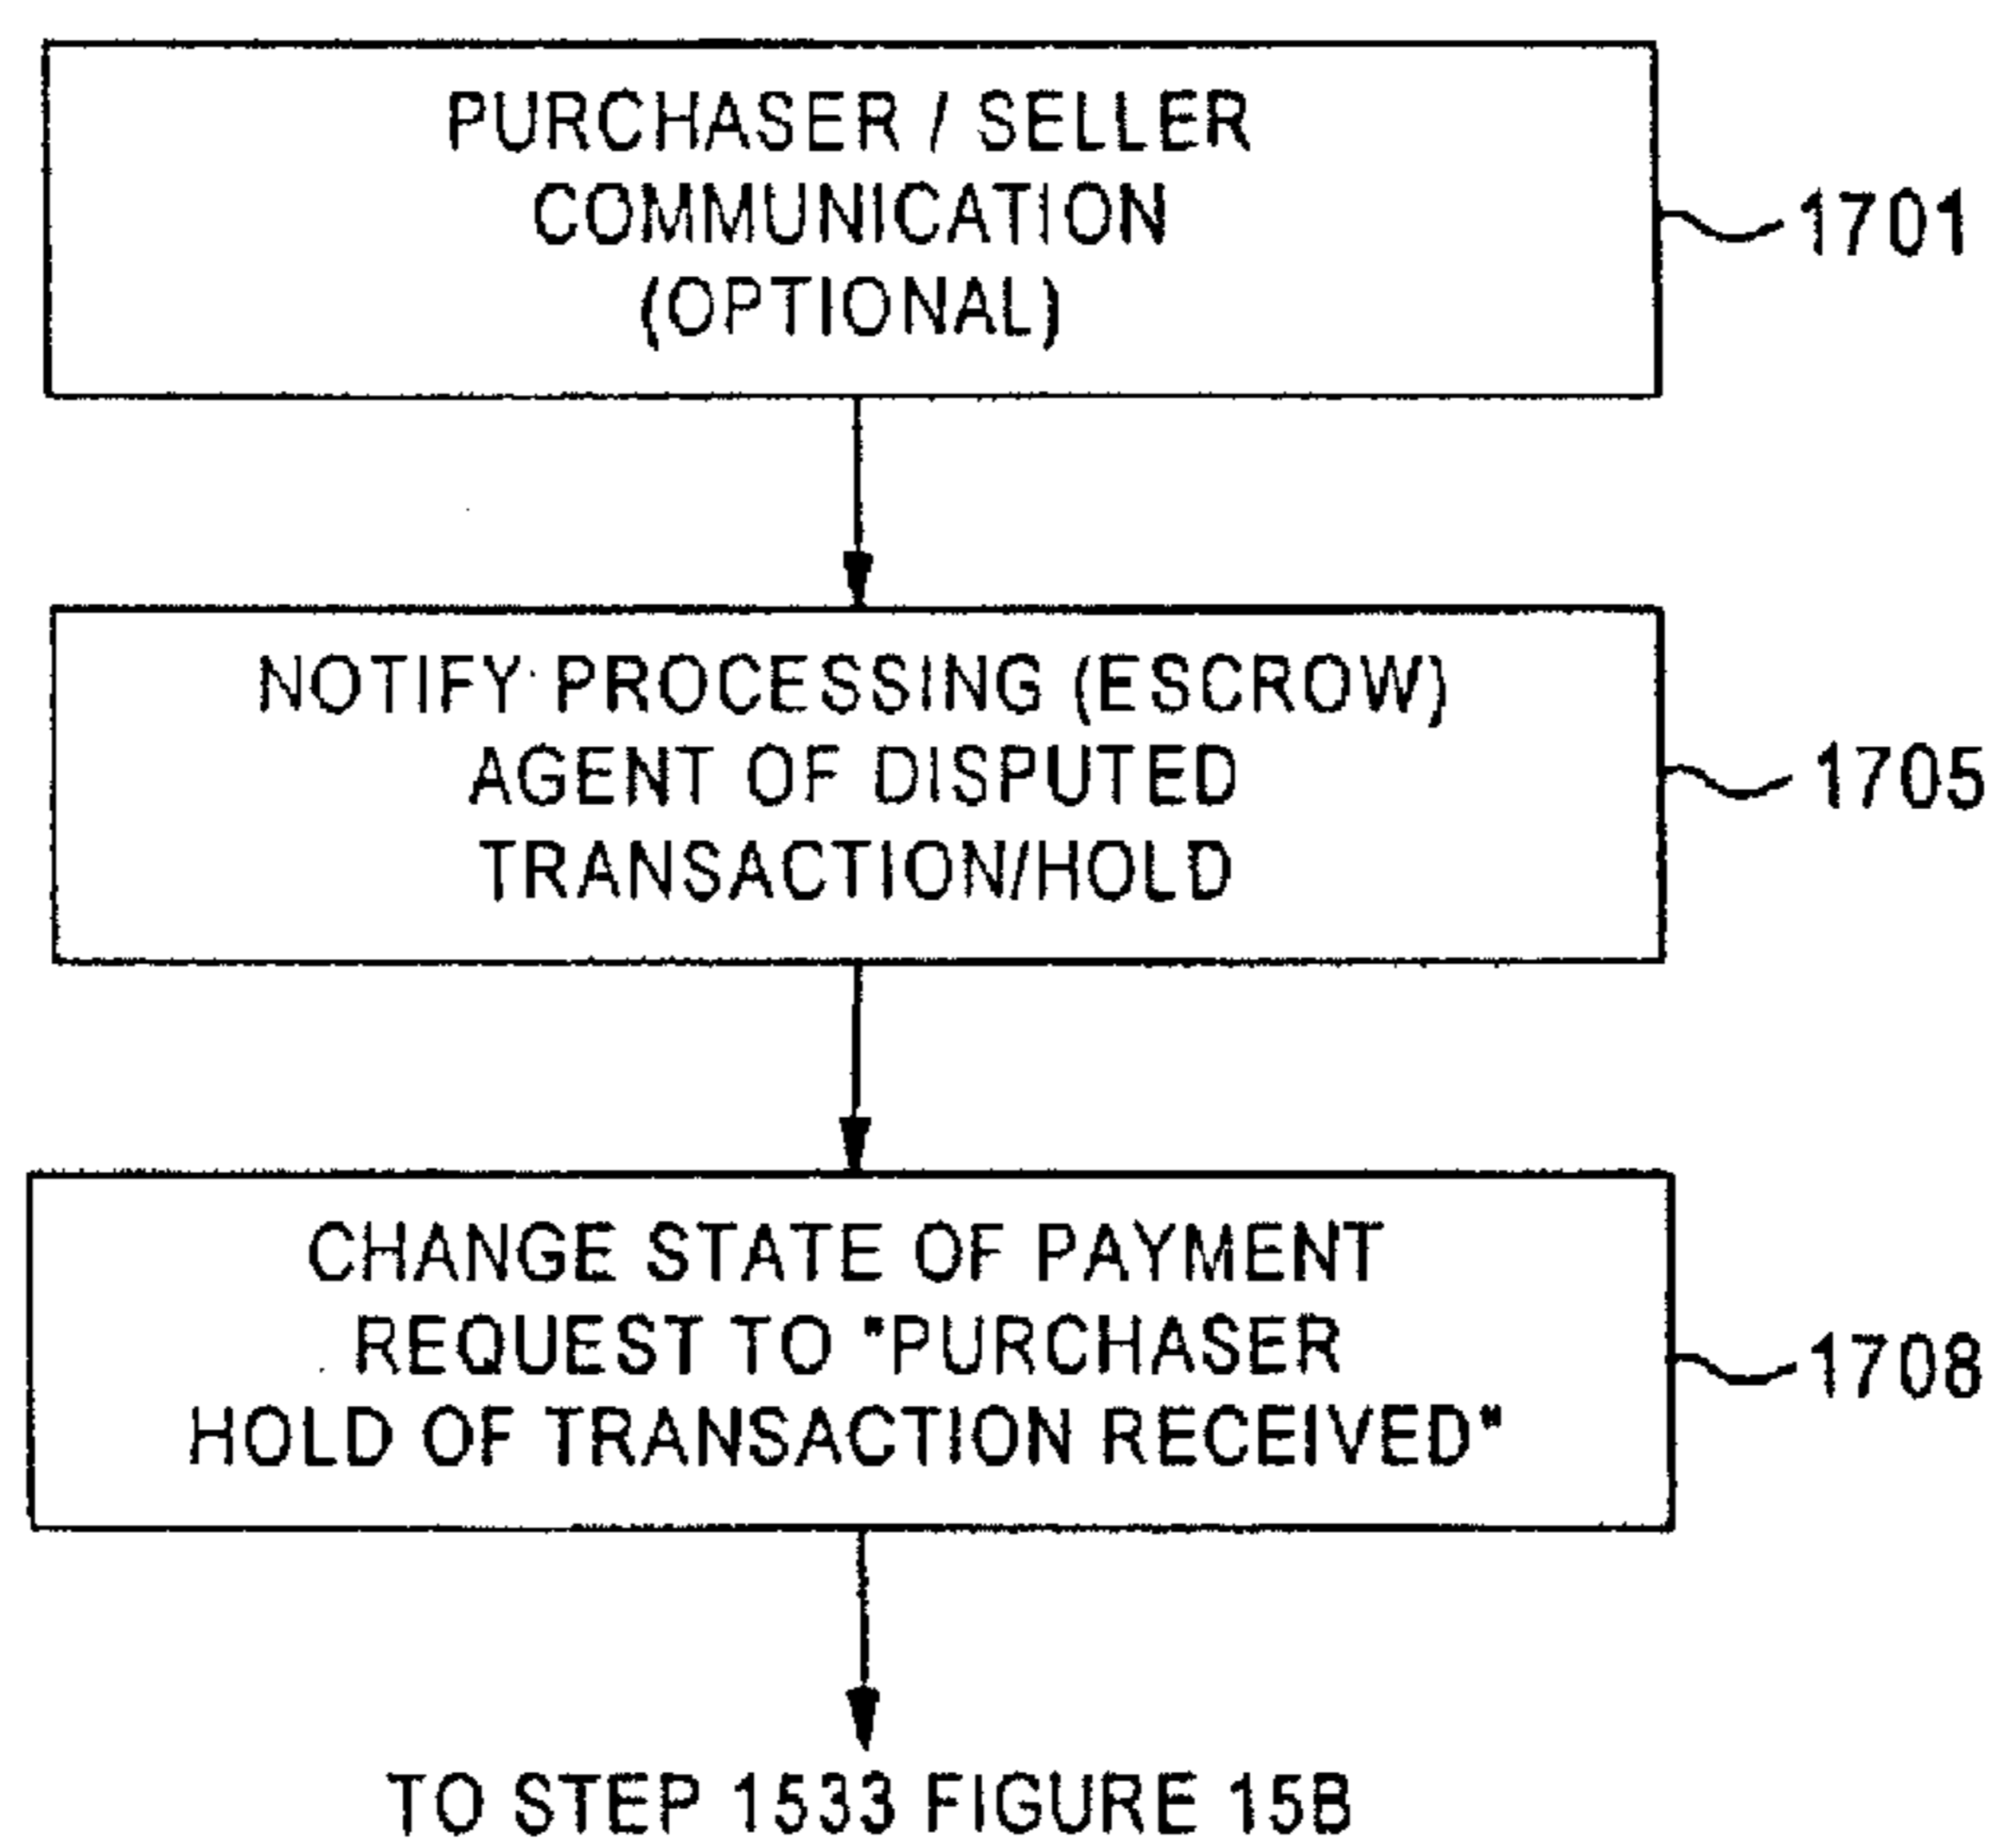 PURCHASER / SELLER
COMMUNICATION
(OPTIONAL)
1701
NOTIFY PROCESSING (ESCROW)
AGENT OF DISPUTED
TRANSACTION/HOLD
1705
CHANGE STATE OF PAYMENT
REQUEST TO "PURCHASER
HOLD OF TRANSACTION RECEIVED"
1708
TO STEP 1533 FIGURE 15B